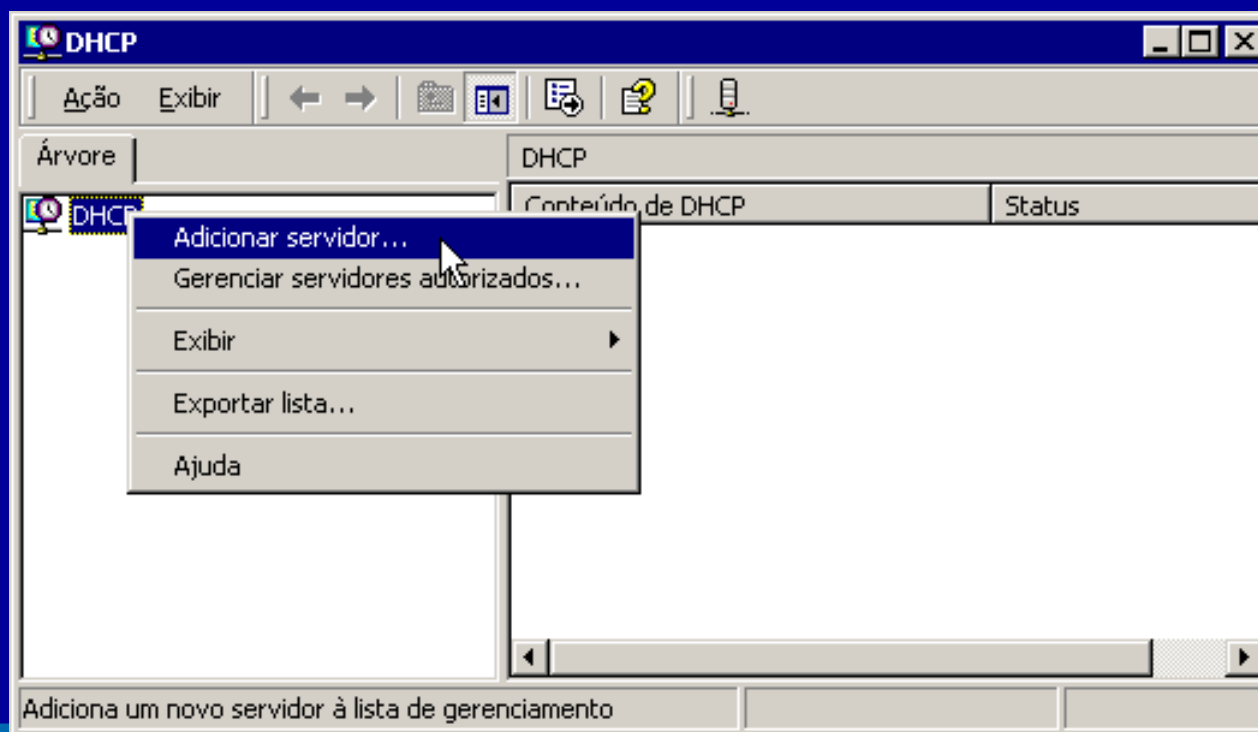 DHCP
Ação Exibir
Árvore
DHCP
Conteúdo de DHCP Status
DHCP
Adicionar servidor...
Gerenciar servidores autorizados...
Exibir
Exportar lista...
Ajuda
Adiciona um novo servidor à lista de gerenciamento